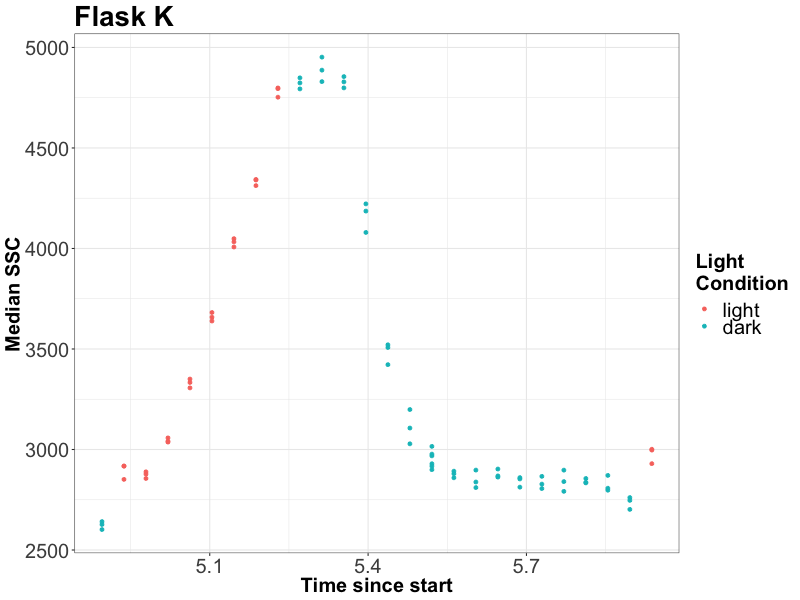 Flask K
5000
4500
4000
3500
3000
2500
Median SSC
5.1
5.4
5.7
Time since start
Light
Condition
light
dark